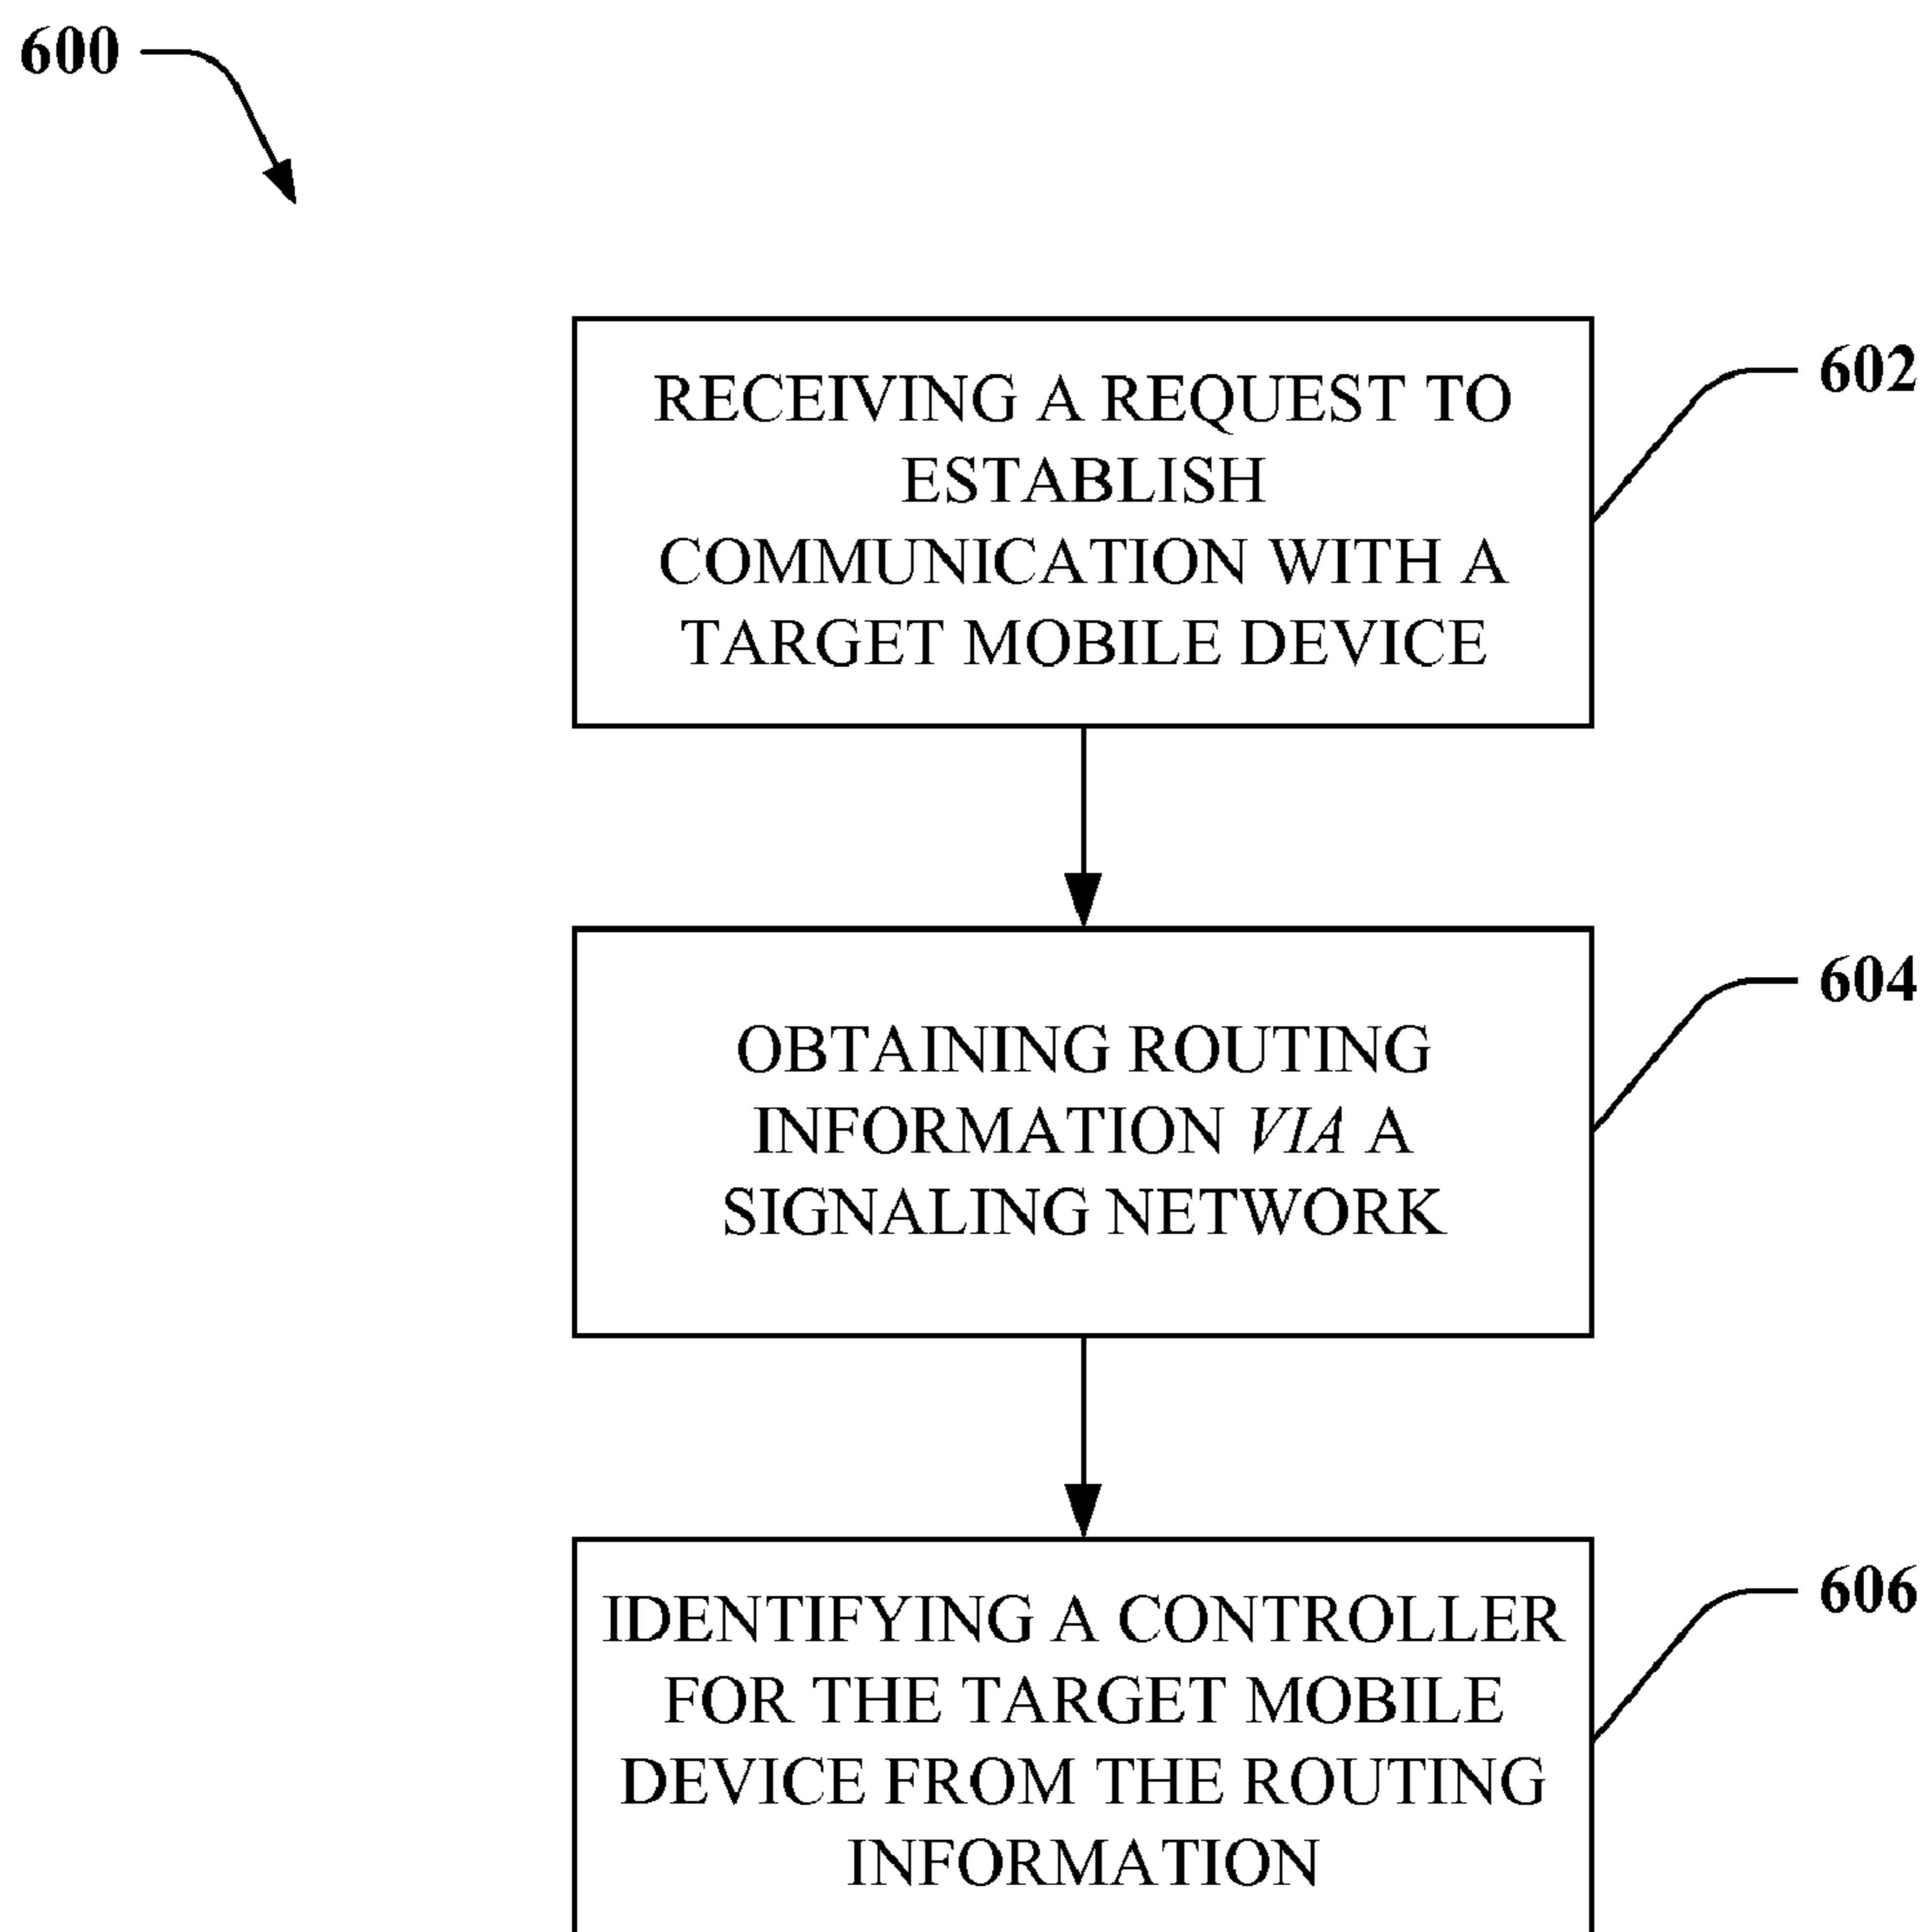 600
RECEIVING A REQUEST TO
ESTABLISH
COMMUNICATION WITH A
TARGET MOBILE DEVICE
602
OBTAINING ROUTING
INFORMATION VIA A
SIGNALING NETWORK
604
IDENTIFYING A CONTROLLER
FOR THE TARGET MOBILE
DEVICE FROM THE ROUTING
INFORMATION
606